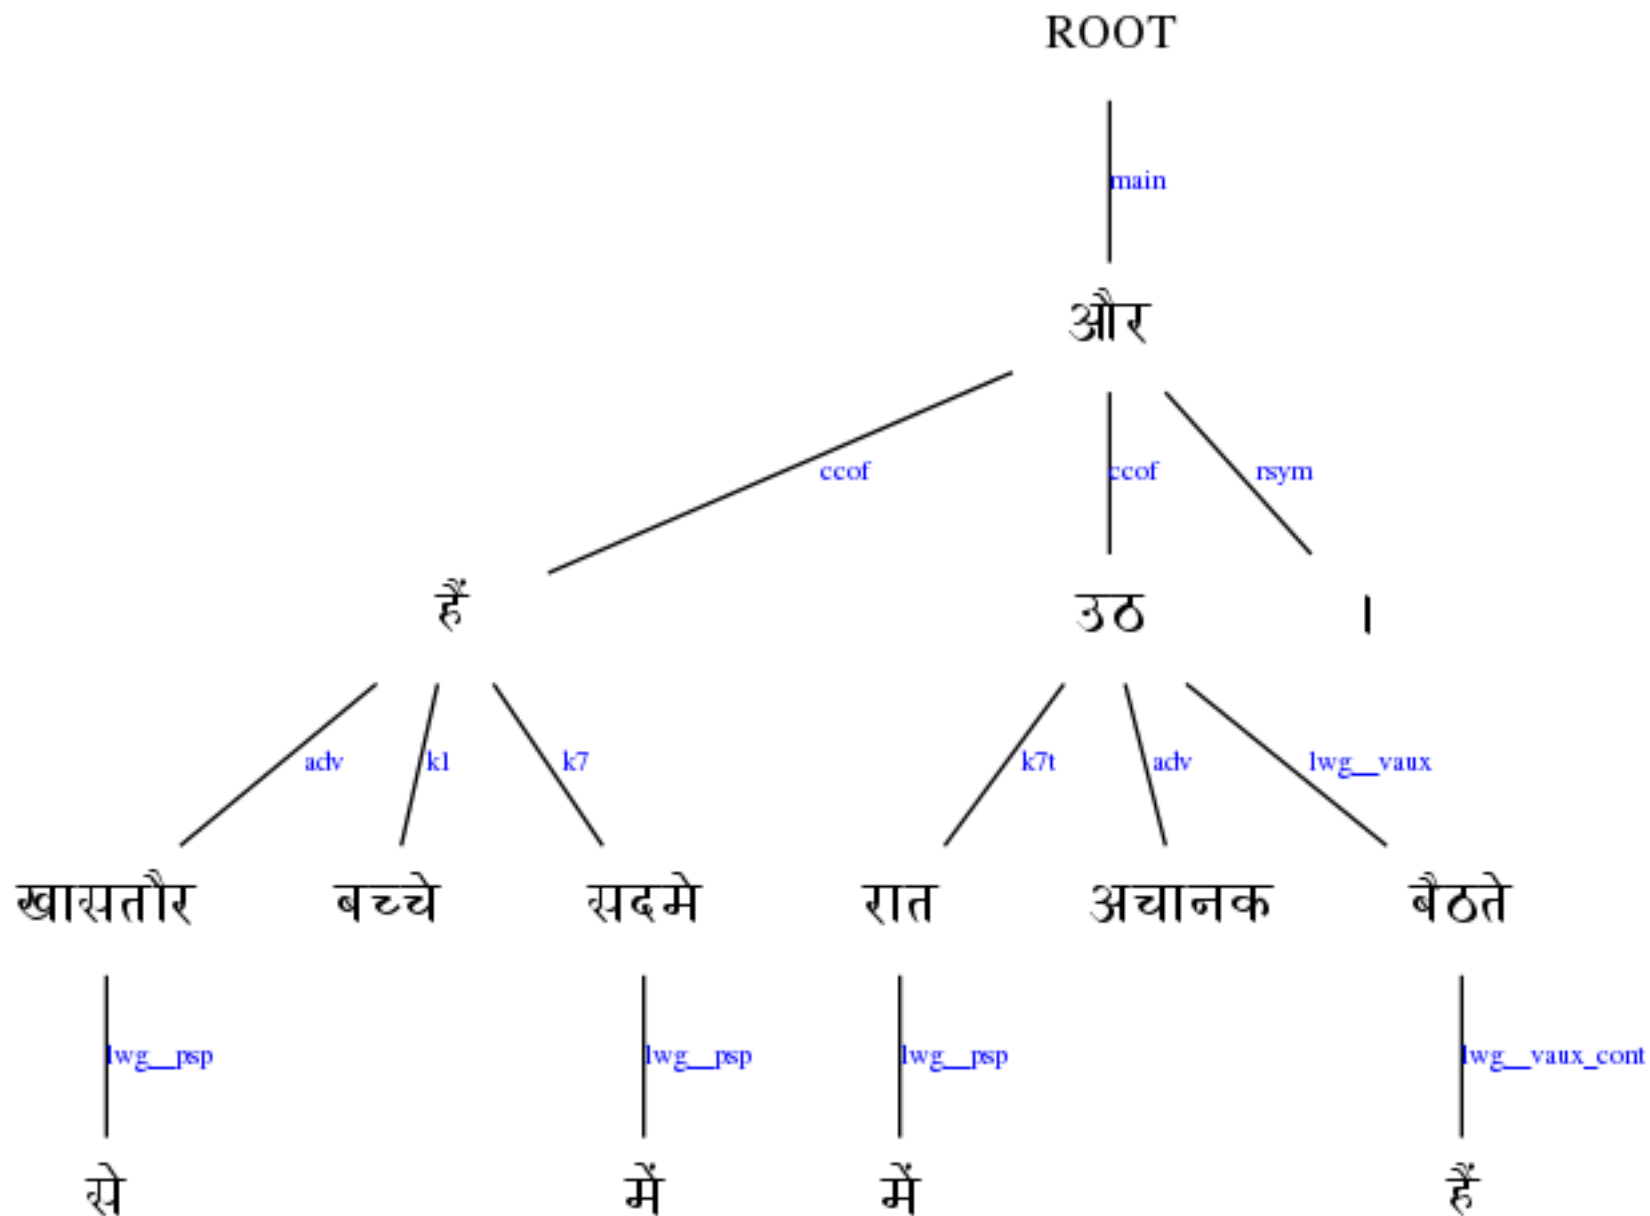 ROOT
main
और
ccof ccof rsym
हैं उठ ।
adv k1 k7 k7t adv lwg__vaux
खासतौर बच्चे सदमे रात अचानक बैठते
lwg__psp lwg__psp lwg__psp lwg__vaux_cont
से में में हैं